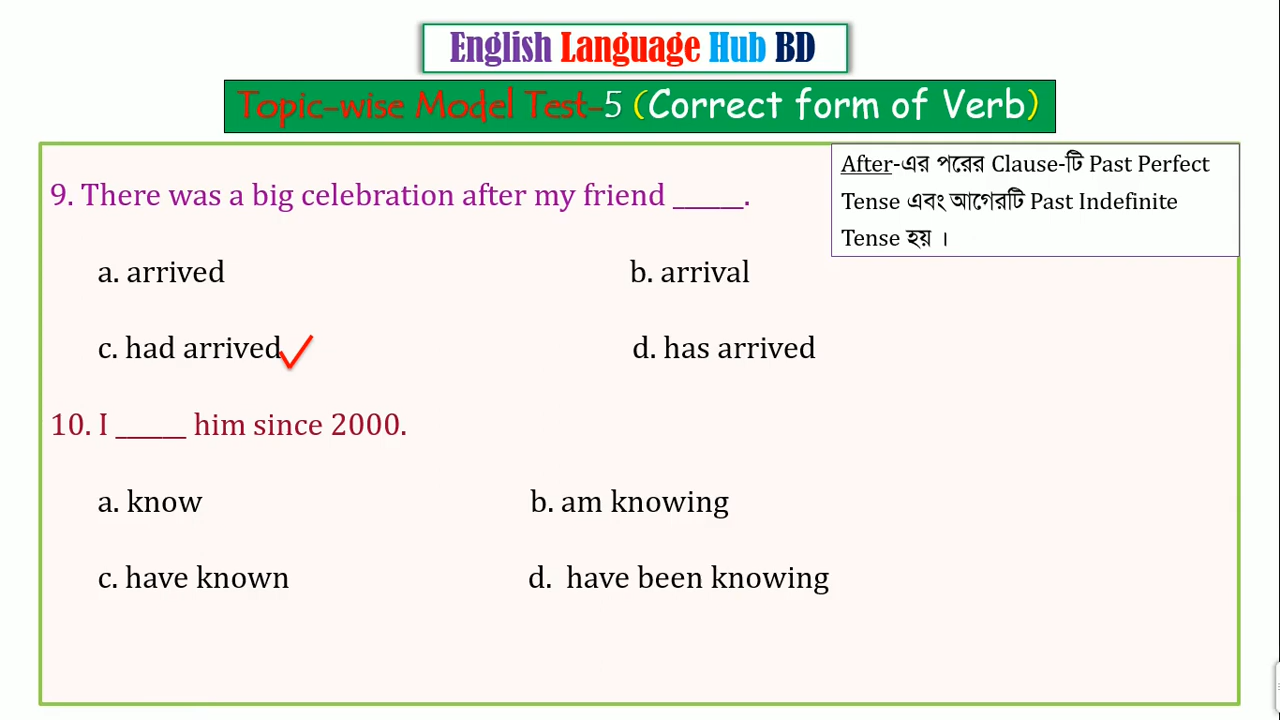 English Language Hub BD
Topic-wise Model Test-5 (Correct form of Verb)
After-এর পরের Clause-টি Past Perfect
Tense এবং আগেরটি Past Indefinite
Tense হয় ।
9. There was a big celebration after my friend ______.
a. arrived b. arrival
c. had arrived d. has arrived
10. I ______ him since 2000.
a. know b. am knowing
c. have known d. have been knowing